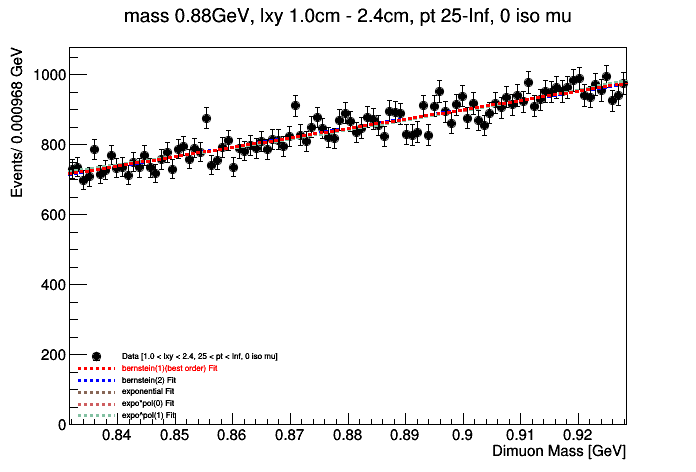 mass 0.88GeV, lxy 1.0cm - 2.4cm, pt 25-Inf, 0 iso mu
Events/ 0.000968 GeV
1000
800
600
400
200
0
Data [1.0 < lxy < 2.4, 25 < pt < Inf, 0 iso mu]
bernstein(1)(best order) Fit
bernstein(2) Fit
exponential Fit
expo*pol(0) Fit
expo*pol(1) Fit
0.84 0.85 0.86 0.87 0.88 0.89 0.9 0.91 0.92
Dimuon Mass [GeV]